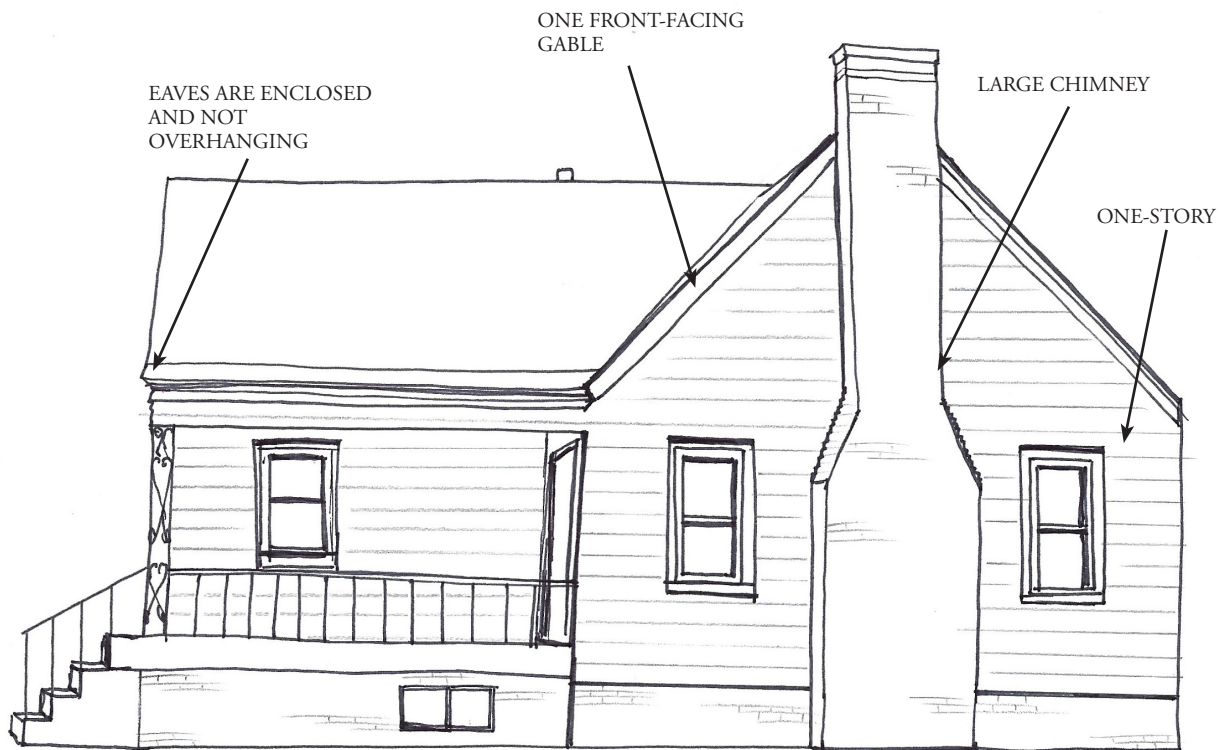 ONE FRONT-FACING
GABLE
EAVES ARE ENCLOSED
AND NOT
OVERHANGING
LARGE CHIMNEY
ONE-STORY